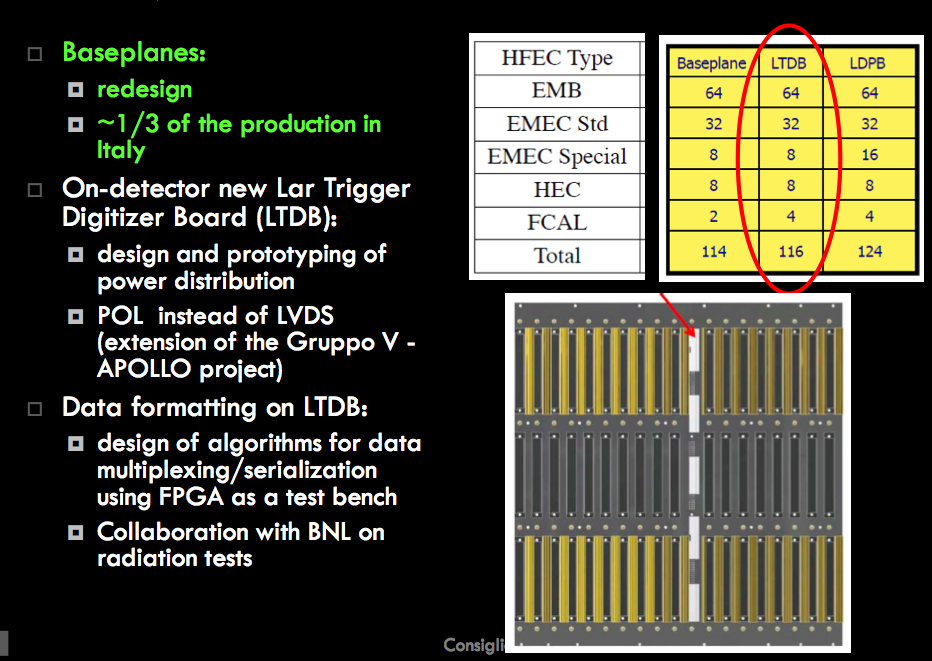 Baseplanes:
redesign
~1/3 of the production in
Italy
On-detector new Lar Trigger
Digitizer Board (LTDB):
design and prototyping of
power distribution
POL instead of LVDS
(extension of the Gruppo V -
APOLLO project)
Data formatting on LTDB:
design of algorithms for data
multiplexing/serialization
using FPGA as a test bench
Collaboration with BNL on
radiation tests
HFEC Type Baseplane LTDB LDPB
EMB 64 64 64
EMEC Std 32 32 32
EMEC Special 8 8 16
HEC 8 8 8
FCAL 2 4 4
Total 114 116 124